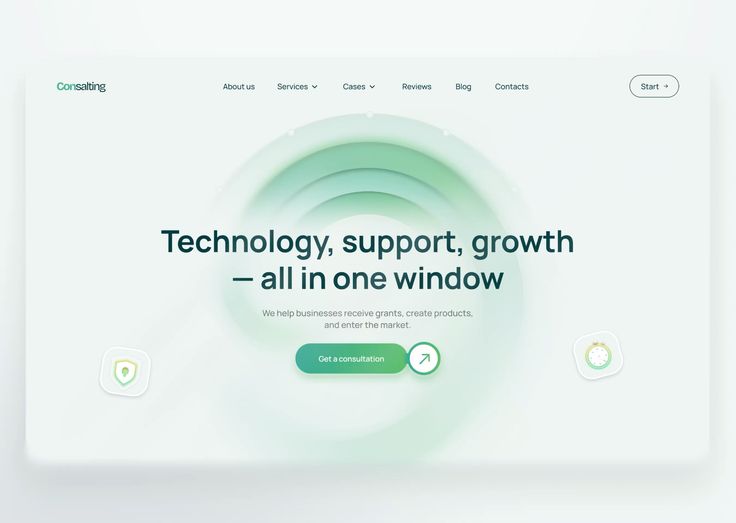 Consalting
About us Services Cases Reviews Blog Contacts
Start
Technology, support, growth
— all in one window
We help businesses receive grants, create products,
and enter the market.
Get a consultation